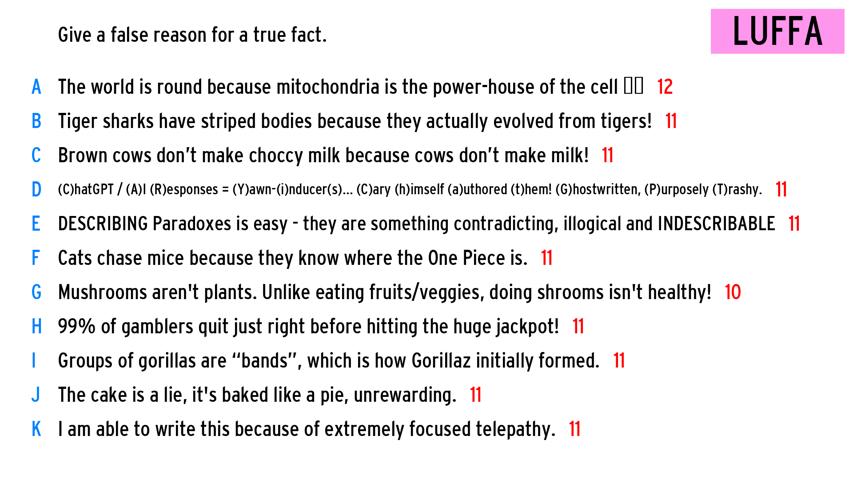 Give a false reason for a true fact.
LUFFA
A The world is round because mitochondria is the power-house of the cell 12
B Tiger sharks have striped bodies because they actually evolved from tigers! 11
C Brown cows don't make choccy milk because cows don't make milk! 11
D (C)hatGPT / (A)I (R)esponses = (Y)awn-(i)nducer(s)... (C)ary (h)imself (a)uthored (t)hem! (G)hostwritten, (P)urposely (T)rashy. 11
E DESCRIBING Paradoxes is easy - they are something contradicting, illogical and INDESCRIBABLE 11
F Cats chase mice because they know where the One Piece is. 11
G Mushrooms aren't plants. Unlike eating fruits/veggies, doing shrooms isn't healthy! 10
H 99% of gamblers quit just right before hitting the huge jackpot! 11
I Groups of gorillas are “bands”, which is how Gorillaz initially formed. 11
J The cake is a lie, it's baked like a pie, unrewarding. 11
K I am able to write this because of extremely focused telepathy. 11